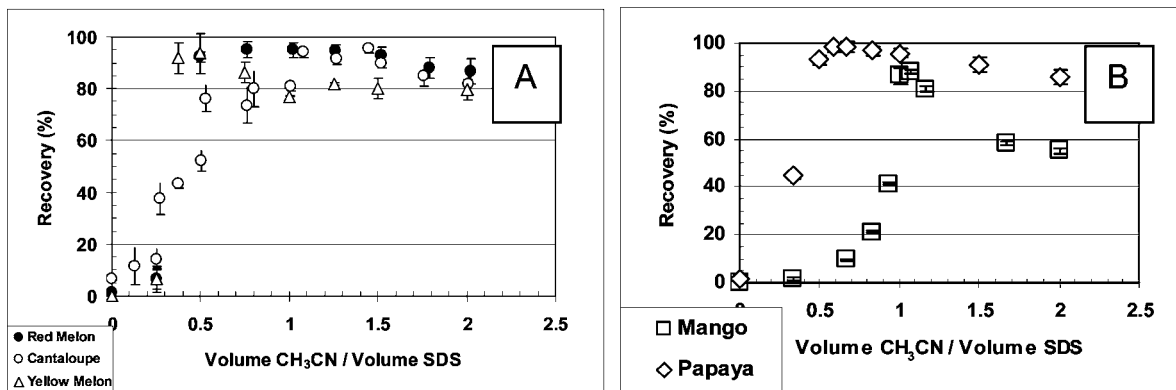 A
Recovery (%)
100
80
60
40
20
0
0
0.5
1
1.5
2
2.5
Volume CH₃CN / Volume SDS
Red Melon
Cantaloupe
Yellow Melon
B
Recovery (%)
100
80
60
40
20
0
0
0.5
1
1.5
2
2.5
Volume CH₃CN / Volume SDS
Mango
Papaya